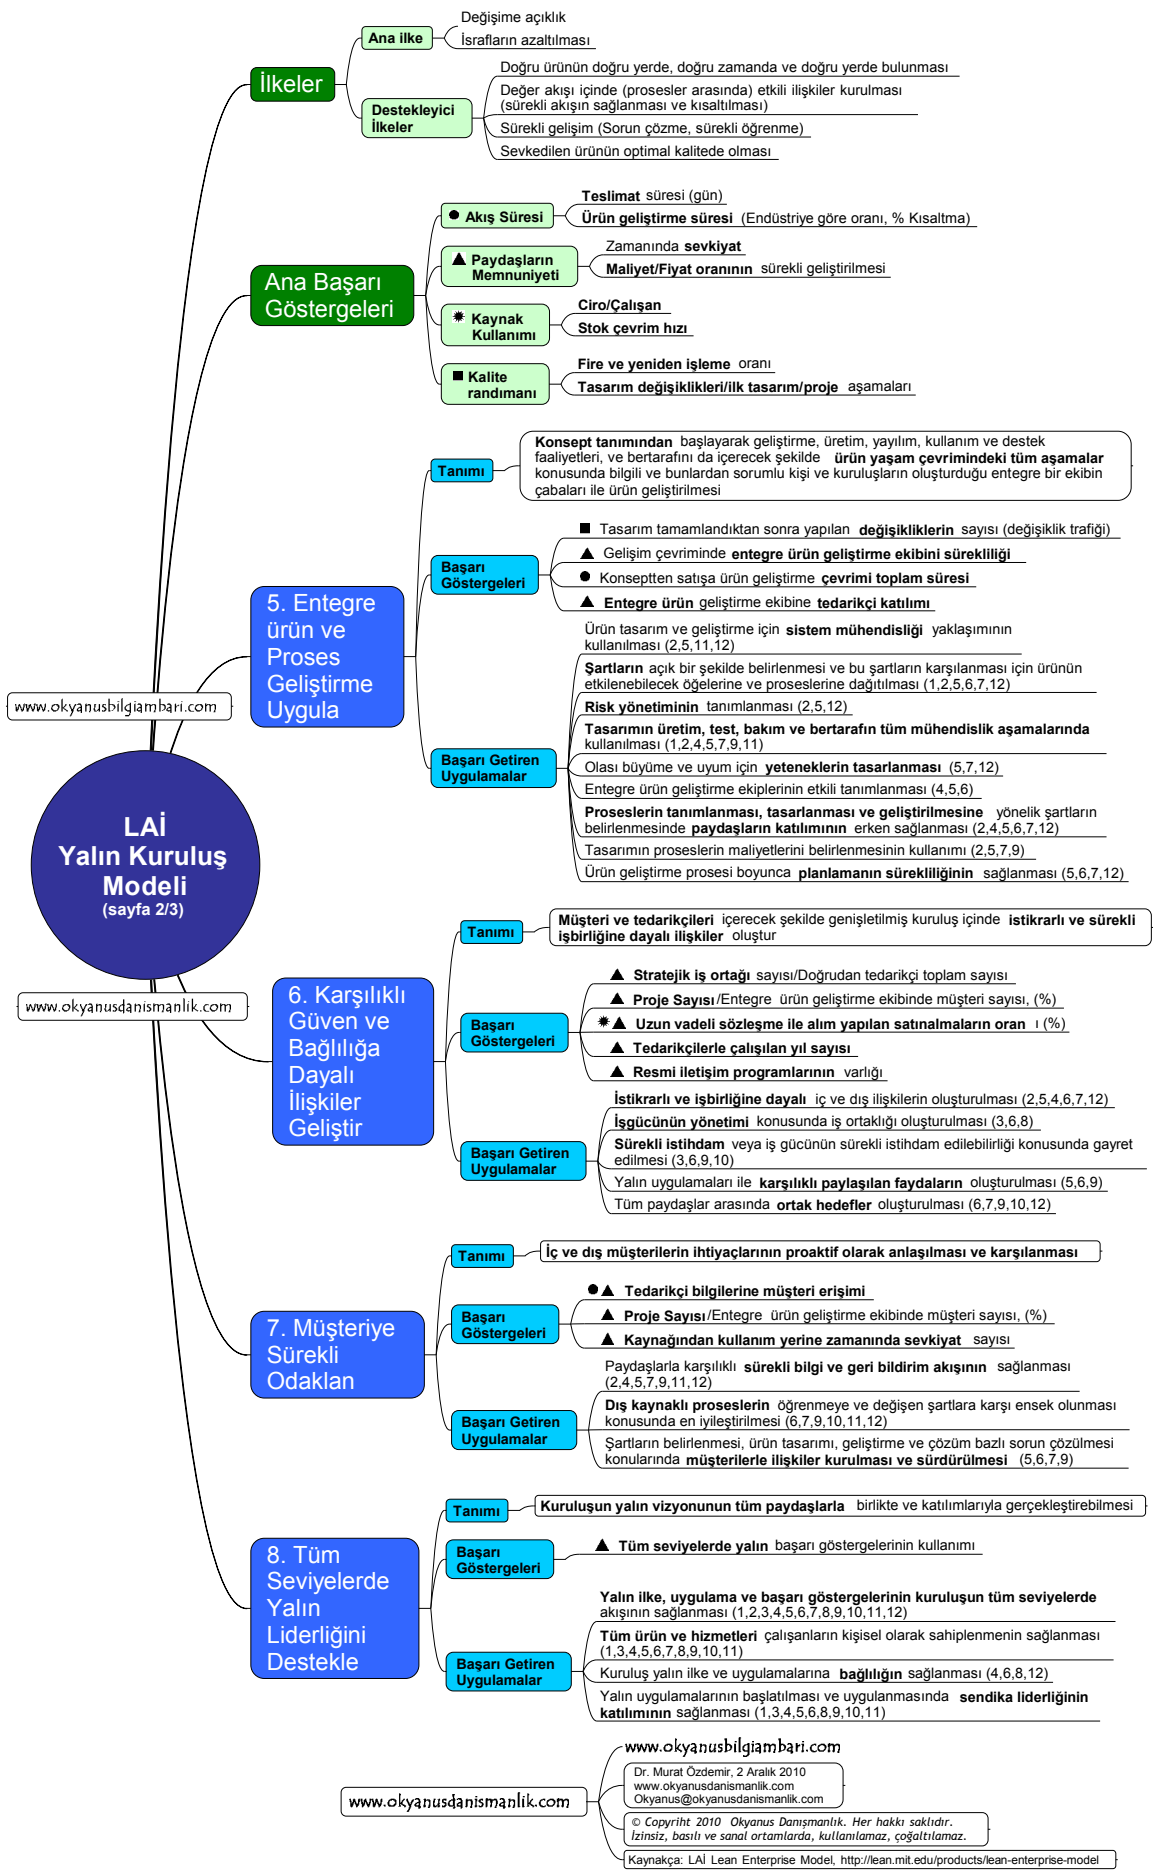 İlkeler
Ana ilke
Değişime açıklık
İsrafların azaltılması
Destekleyici
İlkeler
Doğru ürünün doğru yerde, doğru zamanda ve doğru yerde bulunması
Değer akışı içinde (prosesler arasında) etkili ilişkiler kurulması
(sürekli akışın sağlanması ve kısaltılması)
Sürekli gelişim (Sorun çözme, sürekli öğrenme)
Sevkedilen ürünün optimal kalitede olması
Ana Başarı
Göstergeleri
Akış Süresi
Teslimat süresi (gün)
Ürün geliştirme süresi (Endüstriye göre oranı, % Kısaltma)
Paydaşların
Memnuniyeti
Zamanında sevkiyat
Maliyet/Fiyat oranının sürekli geliştirilmesi
Kaynak
Kullanımı
Ciro/Çalışan
Stok çevrim hızı
Kalite
randımanı
Fire ve yeniden işleme oranı
Tasarım değişiklikleri/ilk tasarım/proje aşamaları
5. Entegre
ürün ve
Proses
Geliştirme
Uygula
Tanımı
Konsept tanımından başlayarak geliştirme, üretim, yayılım, kullanım ve destek
faaliyetleri, ve bertarafını da içerecek şekilde ürün yaşam çevrimindeki tüm aşamalar
konusunda bilgili ve bunlardan sorumlu kişi ve kuruluşların oluşturduğu entegre bir ekibin
çabaları ile ürün geliştirilmesi
Başarı
Göstergeleri
Tasarım tamamlandıktan sonra yapılan değişikliklerin sayısı (değişiklik trafiği)
Gelişim çevriminde entegre ürün geliştirme ekibini sürekliliği
Konseptten satışa ürün geliştirme çevrimi toplam süresi
Entegre ürün geliştirme ekibine tedarikçi katılımı
Başarı Getiren
Uygulamalar
Ürün tasarım ve geliştirme için sistem mühendisliği yaklaşımının
kullanılması (2,5,11,12)
Şartların açık bir şekilde belirlenmesi ve bu şartların karşılanması için ürünün
etkilenebilecek öğelerine ve proseslerine dağıtılması (1,2,5,6,7,12)
Risk yönetiminin tanımlanması (2,5,12)
Tasarımın üretim, test, bakım ve bertarafın tüm mühendislik aşamalarında
kullanılması (1,2,4,5,7,9,11)
Olası büyüme ve uyum için yeteneklerin tasarlanması (5,7,12)
Entegre ürün geliştirme ekiplerinin etkili tanımlanması (4,5,6)
Proseslerin tanımlanması, tasarlanması ve geliştirilmesine yönelik şartların
belirlenmesinde paydaşların katılımının erken sağlanması (2,4,5,6,7,12)
Tasarımın proseslerin maliyetlerini belirlenmesinin kullanımı (2,5,7,9)
Ürün geliştirme prosesi boyunca planlamanın sürekliliğinin sağlanması (5,6,7,12)
www.okyanusbilgiambari.com
LAİ
Yalın Kuruluş
Modeli
(sayfa 2/3)
www.okyanusdanismanlik.com
6. Karşılıklı
Güven ve
Bağlılığa
Dayalı
İlişkiler
Geliştir
Tanımı
Müşteri ve tedarikçileri içerecek şekilde genişletilmiş kuruluş içinde istikrarlı ve sürekli
işbirliğine dayalı ilişkiler oluştur
Başarı
Göstergeleri
Stratejik iş ortağı sayısı/Doğrudan tedarikçi toplam sayısı
Proje Sayısı/Entegre ürün geliştirme ekibinde müşteri sayısı, (%)
Uzun vadeli sözleşme ile alım yapılan satınalmaların oran ı (%)
Tedarikçilerle çalışılan yıl sayısı
Resmi iletişim programlarının varlığı
Başarı Getiren
Uygulamalar
İstikrarlı ve işbirliğine dayalı iç ve dış ilişkilerin oluşturulması (2,5,4,6,7,12)
İşgücünün yönetimi konusunda iş ortaklığı oluşturulması (3,6,8)
Sürekli istihdam veya iş gücünün sürekli istihdam edilebilirliği konusunda gayret
edilmesi (3,6,9,10)
Yalın uygulamaları ile karşılıklı paylaşılan faydaların oluşturulması (5,6,9)
Tüm paydaşlar arasında ortak hedefler oluşturulması (6,7,9,10,12)
7. Müşteriye
Sürekli
Odaklan
Tanımı
İç ve dış müşterilerin ihtiyaçlarının proaktif olarak anlaşılması ve karşılanması
Başarı
Göstergeleri
Tedarikçi bilgilerine müşteri erişimi
Proje Sayısı/Entegre ürün geliştirme ekibinde müşteri sayısı, (%)
Kaynağından kullanım yerine zamanında sevkiyat sayısı
Başarı Getiren
Uygulamalar
Paydaşlarla karşılıklı sürekli bilgi ve geri bildirim akışının sağlanması
(2,4,5,7,9,11,12)
Dış kaynaklı proseslerin öğrenmeye ve değişen şartlara karşı ensek olunması
konusunda en iyileştirilmesi (6,7,9,10,11,12)
Şartların belirlenmesi, ürün tasarımı, geliştirme ve çözüm bazlı sorun çözülmesi
konularında müşterilerle ilişkiler kurulması ve sürdürülmesi (5,6,7,9)
8. Tüm
Seviyelerde
Yalın
Liderliğini
Destekle
Tanımı
Kuruluşun yalın vizyonunun tüm paydaşlarla birlikte ve katılımlarıyla gerçekleştirebilmesi
Başarı
Göstergeleri
Tüm seviyelerde yalın başarı göstergelerinin kullanımı
Başarı Getiren
Uygulamalar
Yalın ilke, uygulama ve başarı göstergelerinin kuruluşun tüm seviyelerde
akışının sağlanması (1,2,3,4,5,6,7,8,9,10,11,12)
Tüm ürün ve hizmetleri çalışanların kişisel olarak sahiplenmenin sağlanması
(1,3,4,5,6,7,8,9,10,11)
Kuruluş yalın ilke ve uygulamalarına bağlılığın sağlanması (4,6,8,12)
Yalın uygulamalarının başlatılması ve uygulanmasında sendika liderliğinin
katılımının sağlanması (1,3,4,5,6,8,9,10,11)
www.okyanusdanismanlik.com
www.okyanusbilgiambari.com
Dr. Murat Özdemir, 2 Aralık 2010
www.okyanusdanismanlik.com
Okyanus@okyanusdanismanlik.com
© Copyriht 2010 Okyanus Danışmanlık. Her hakkı saklıdır.
İzinsiz, basılı ve sanal ortamlarda, kullanılamaz, çoğaltılamaz.
Kaynakça: LAİ Lean Enterprise Model, http://lean.mit.edu/products/lean-enterprise-model